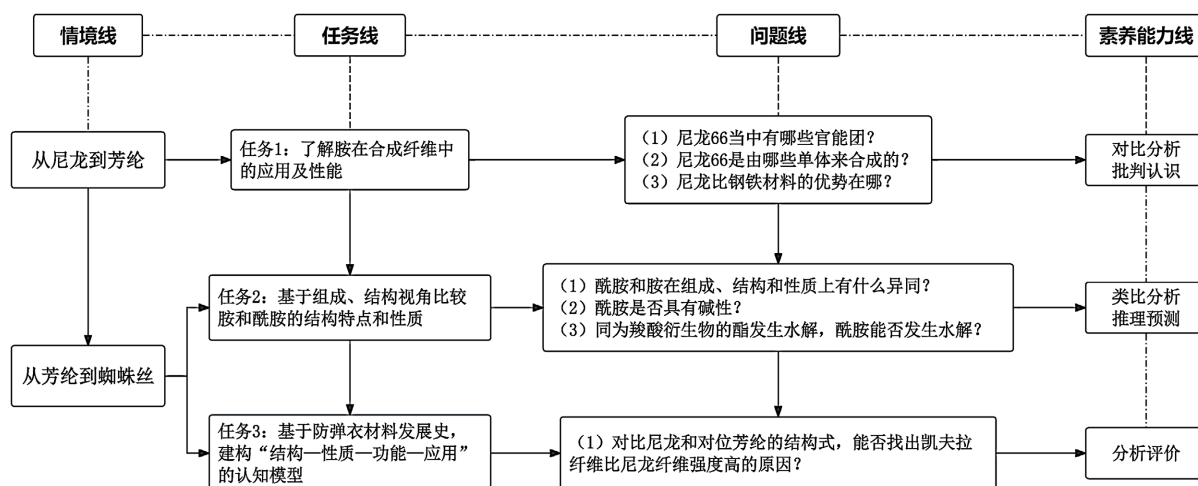 情境线
任务线
问题线
素养能力线
从尼龙到芳纶
任务1：了解胺在合成纤维中
的应用及性能
（1）尼龙66当中有哪些官能团？
（2）尼龙66是由哪些单体来合成的？
（3）尼龙比钢铁材料的优势在哪？
对比分析
批判认识
任务2：基于组成、结构视角比较
胺和酰胺的结构特点和性质
（1）酰胺和胺在组成、结构和性质上有什么异同？
（2）酰胺是否具有碱性？
（3）同为羧酸衍生物的酯发生水解，酰胺能否发生水解？
类比分析
推理预测
从芳纶到蜘蛛丝
任务3：基于防弹衣材料发展史，
建构“结构—性质—功能—应用”
的认知模型
（1）对比尼龙和对位芳纶的结构式，能否找出凯夫拉
纤维比尼龙纤维强度高的原因？
分析评价